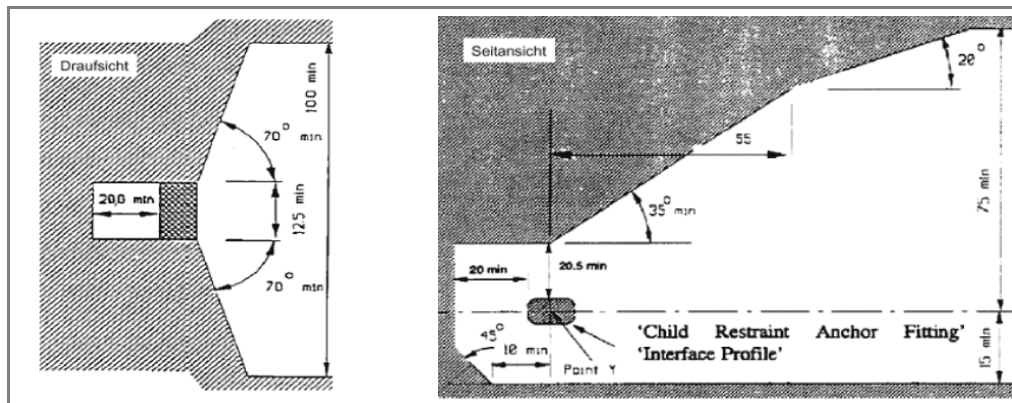 Draufsicht
100 min
70° min
20,0 min
12.5 min
70° min
Seitansicht
20°
55
75 min
35° min
20 min
20.5 min
'Child Restraint Anchor Fitting'
'Interface Profile'
45°
10 min
Point Y
15 min